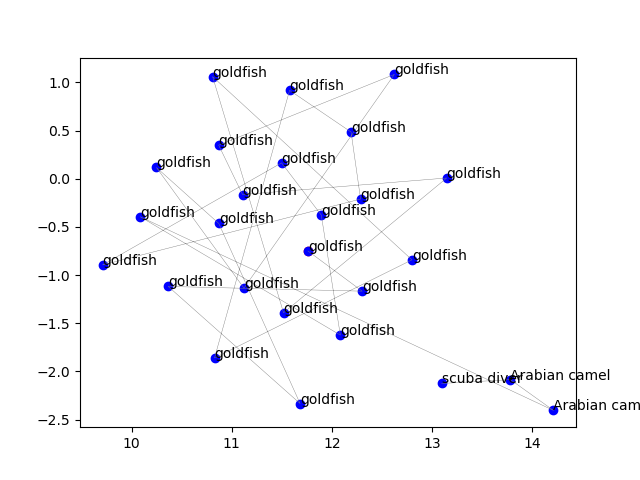 goldfish
goldfish
1.0
goldfish
0.5
goldfish
goldfish
goldfish
goldfish
0.0
goldfish
goldfish
goldfish
goldfish
goldfish
goldfish
−0.5
goldfish
goldfish
goldfish
−1.0
goldfish
goldfish
goldfish
goldfish
−1.5
goldfish
goldfish
−2.0
scuba diver
Arabian camel
goldfish
Arabian cam
−2.5
10
11
12
13
14